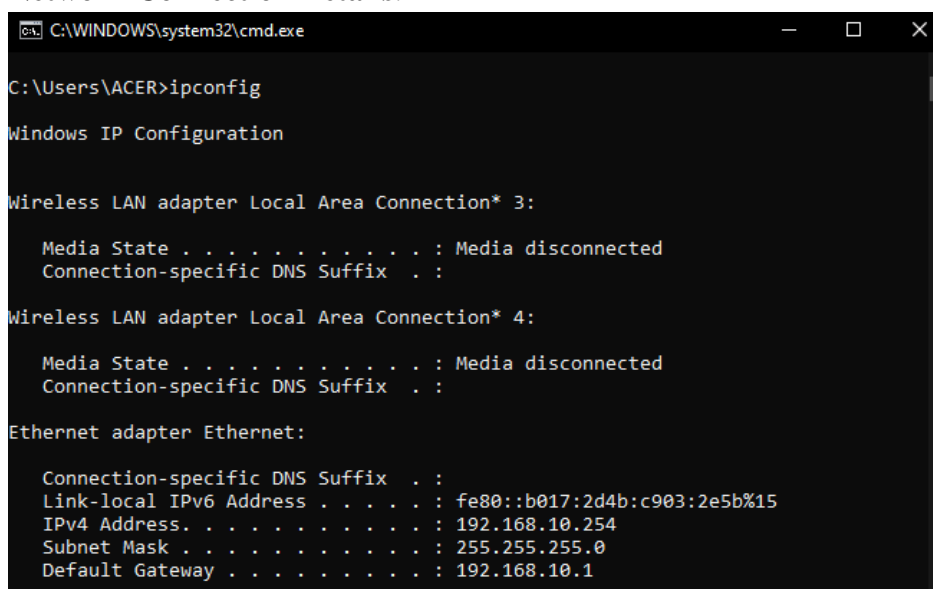 C:\WINDOWS\system32\cmd.exe
C:\Users\ACER>ipconfig
Windows IP Configuration
Wireless LAN adapter Local Area Connection* 3:
Media State . . . . . . . . . . . : Media disconnected
Connection-specific DNS Suffix . :
Wireless LAN adapter Local Area Connection* 4:
Media State . . . . . . . . . . . : Media disconnected
Connection-specific DNS Suffix . :
Ethernet adapter Ethernet:
Connection-specific DNS Suffix . :
Link-local IPv6 Address . . . . . : fe80::b017:2d4b:c903:2e5b%15
IPv4 Address. . . . . . . . . . . : 192.168.10.254
Subnet Mask . . . . . . . . . . . : 255.255.255.0
Default Gateway . . . . . . . . . : 192.168.10.1